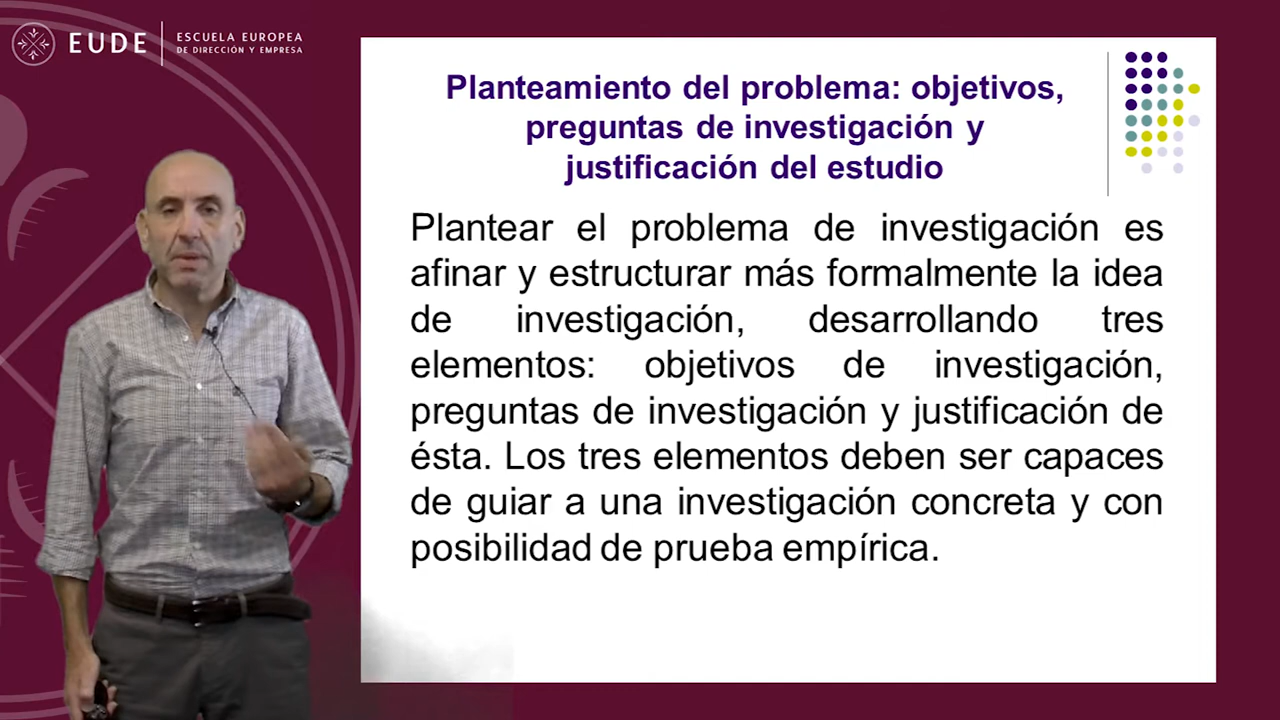 EUDE
ESCUELA EUROPEA
DE DIRECCIÓN Y EMPRESA
Planteamiento del problema: objetivos,
preguntas de investigación y
justificación del estudio
Plantear el problema de investigación es
afinar y estructurar más formalmente la idea
de investigación, desarrollando tres
elementos: objetivos de investigación,
preguntas de investigación y justificación de
ésta. Los tres elementos deben ser capaces
de guiar a una investigación concreta y con
posibilidad de prueba empírica.